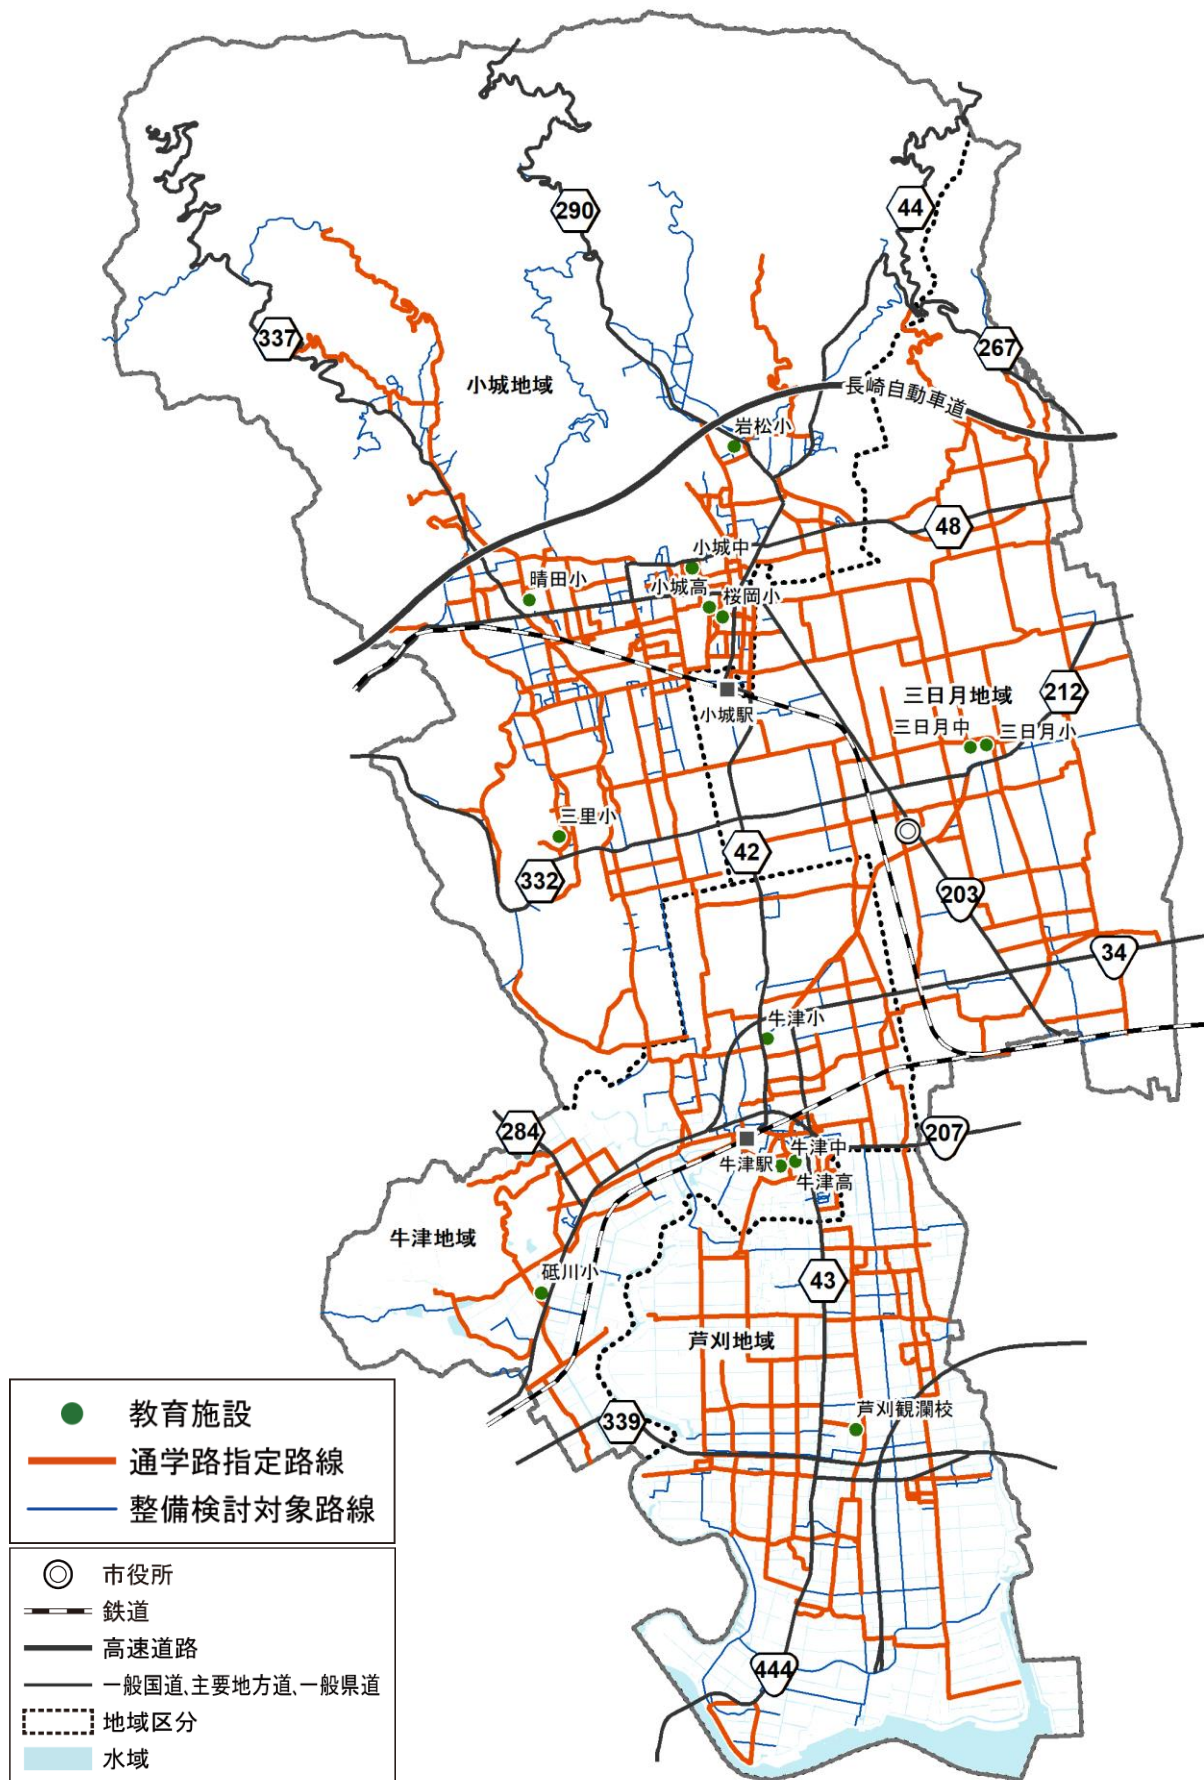 290
44
337
267
小城地域
長崎自動車道
岩松小
48
小城中
晴田小
小城高
桜岡小
三日月地域
212
小城駅
三日月中
三日月小
三里小
42
332
203
34
牛津小
284
207
牛津駅
牛津中
牛津高
牛津地域
砥川小
43
芦刈地域
芦刈観瀾校
339
444
教育施設
通学路指定路線
整備検討対象路線
市役所
鉄道
高速道路
一般国道、主要地方道、一般県道
地域区分
水域